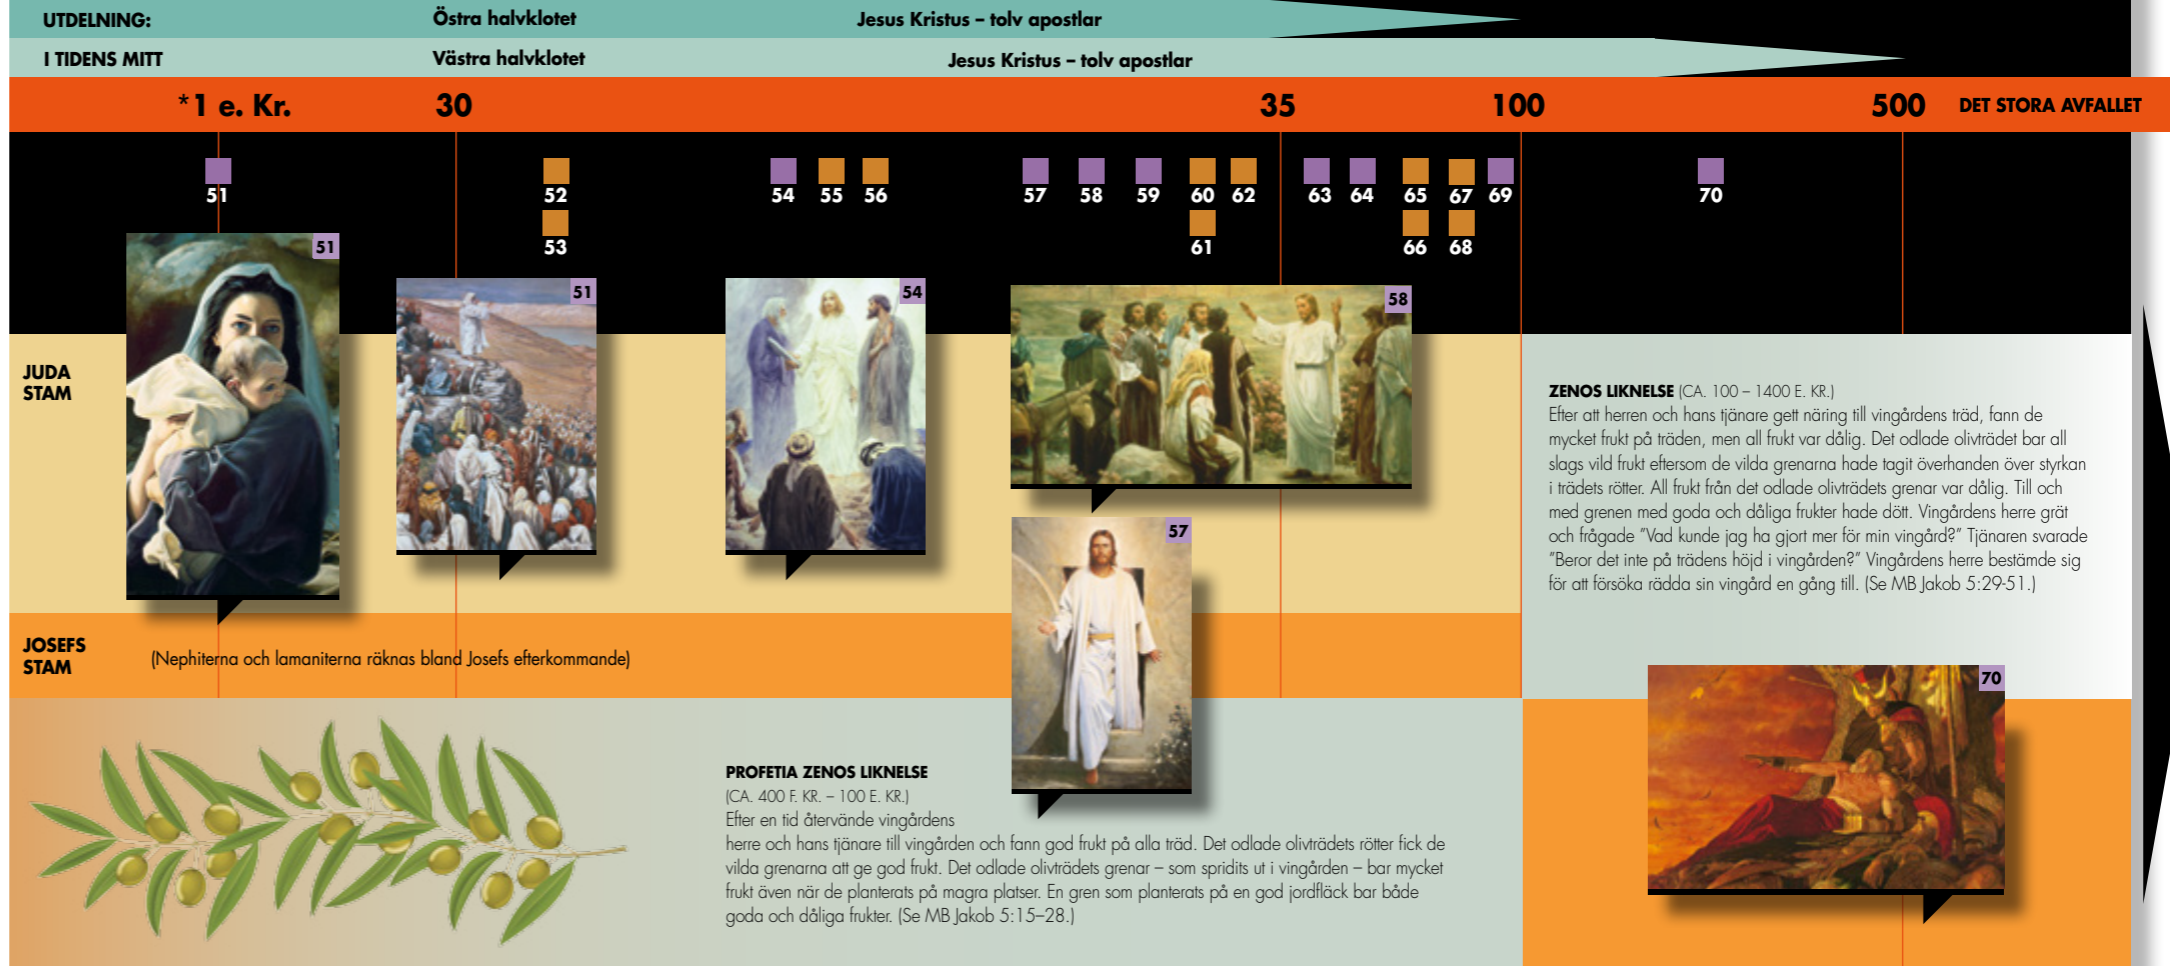 UTDELNING:
Östra halvklotet
Jesus Kristus – tolv apostlar
I TIDENS MITT
Västra halvklotet
Jesus Kristus – tolv apostlar
*1 e. Kr.
30
35
100
500
DET STORA AVFALLET
51
52
53
54
55
56
57
58
59
60
61
62
63
64
65
66
67
68
69
70
51
51
54
58
JUDA
STAM
ZENOS LIKNELSE (CA. 100 – 1400 E. KR.)
Efter att herren och hans tjänare gett näring till vingårdens träd, fann de
mycket frukt på träden, men all frukt var dålig. Det odlade olivträdet bar all
slags vild frukt eftersom de vilda grenarna hade tagit överhanden över styrkan
i trädets rötter. All frukt från det odlade olivträdets grenar var dålig. Till och
med grenen med goda och dåliga frukter hade dött. Vingårdens herre grät
och frågade ”Vad kunde jag ha gjort mer för min vingård?” Tjänaren svarade
”Beror det inte på trädens höjd i vingården?” Vingårdens herre bestämde sig
för att försöka rädda sin vingård en gång till. (Se MB Jakob 5:29-51.)
57
JOSEFS
STAM
(Nephiterna och lamaniterna räknas bland Josefs efterkommande)
70
PROFETIA ZENOS LIKNELSE
(CA. 400 F. KR. – 100 E. KR.)
Efter en tid återvände vingårdens
herre och hans tjänare till vingården och fann god frukt på alla träd. Det odlade olivträdets rötter fick de
vilda grenarna att ge god frukt. Det odlade olivträdets grenar – som spridits ut i vingården – bar mycket
frukt även när de planterats på magra platser. En gren som planterats på en god jordfläck bar både
goda och dåliga frukter. (Se MB Jakob 5:15–28.)